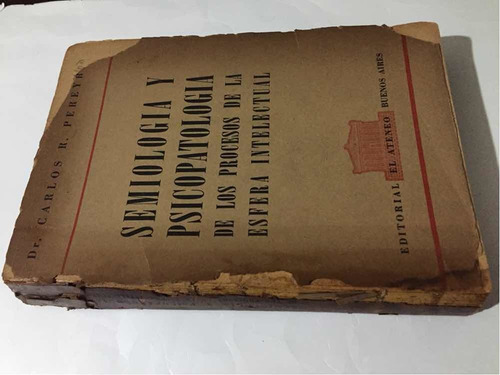 Dr. CARLOS R. PEREYRA
SEMIOLOGIA Y
PSICOPATOLOGIA
DE LOS PROCESOS DE LA
ESFERA INTELECTUAL
EDITORIAL EL ATENEO BUENOS AIRES